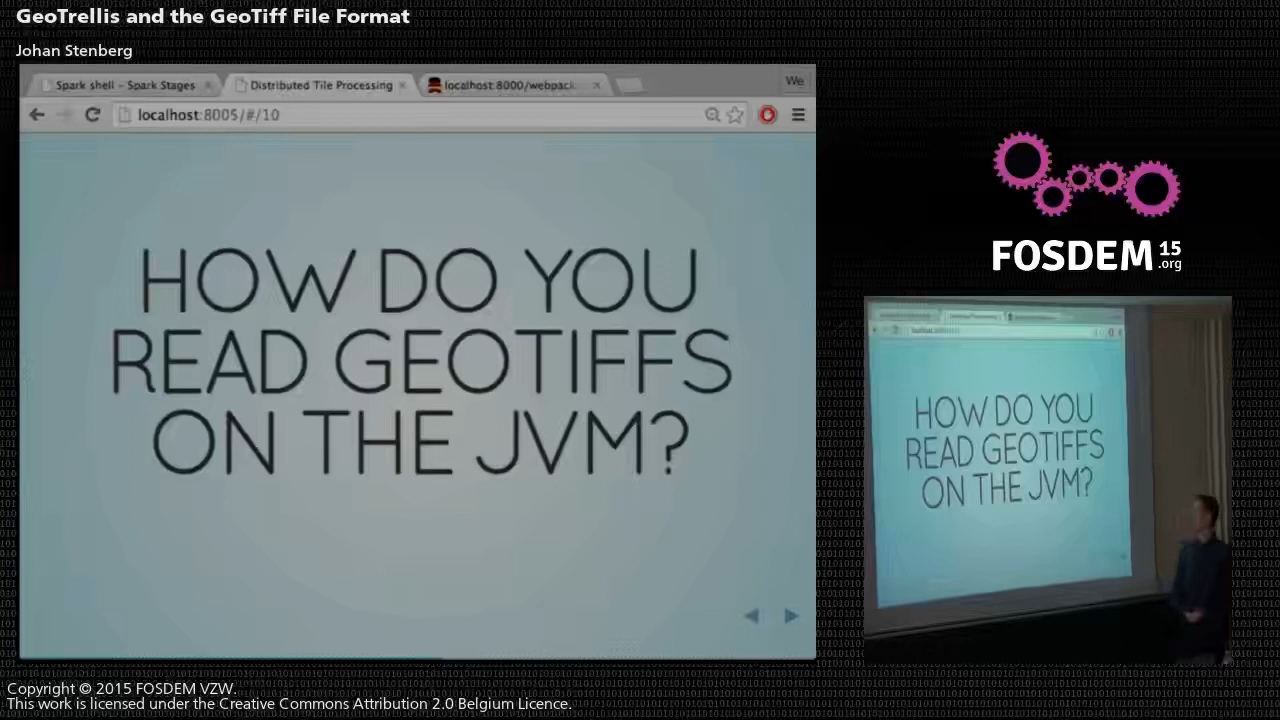 GeoTrellis and the GeoTiff File Format
Johan Stenberg
Spark shell - Spark Stages
Distributed Tile Processing
localhost:8000/webpack
We
localhost:8005/#/10
HOW DO YOU
READ GEOTIFFS
ON THE JVM?
FOSDEM 15
.org
HOW DO YOU
READ GEOTIFFS
ON THE JVM?
Copyright © 2015 FOSDEM VZW.
This work is licensed under the Creative Commons Attribution 2.0 Belgium Licence.